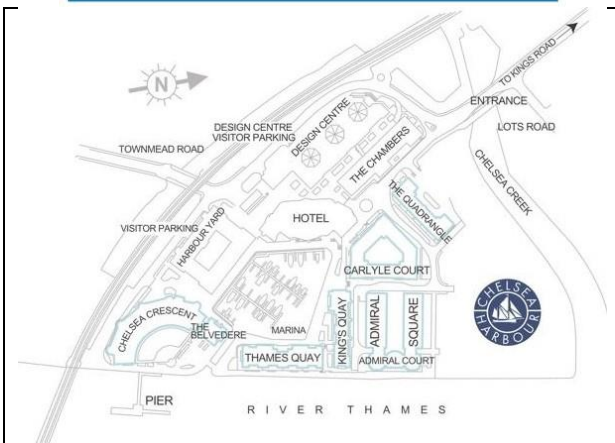 TO KINGS ROAD
N
ENTRANCE
LOTS ROAD
DESIGN CENTRE
DESIGN CENTRE
VISITOR PARKING
TOWNMEAD ROAD
THE CHAMBERS
CHELSEA CREEK
THE QUADRANGLE
HOTEL
VISITOR PARKING
HARBOUR YARD
CARLYLE COURT
CHELSEA
HARBOUR
CHELSEA CRESCENT
THE
BELVEDERE
MARINA
KING'S QUAY
ADMIRAL
SQUARE
THAMES QUAY
ADMIRAL COURT
PIER
RIVER THAMES